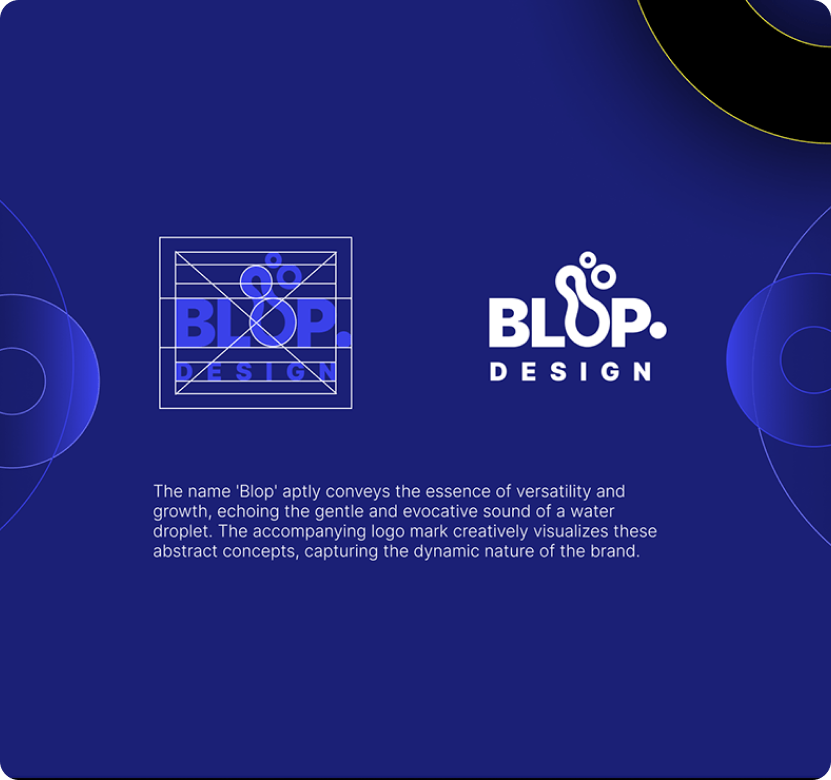 BLOP.
DESIGN
BLOP.
DESIGN
The name 'Blop' aptly conveys the essence of versatility and
growth, echoing the gentle and evocative sound of a water
droplet. The accompanying logo mark creatively visualizes these
abstract concepts, capturing the dynamic nature of the brand.